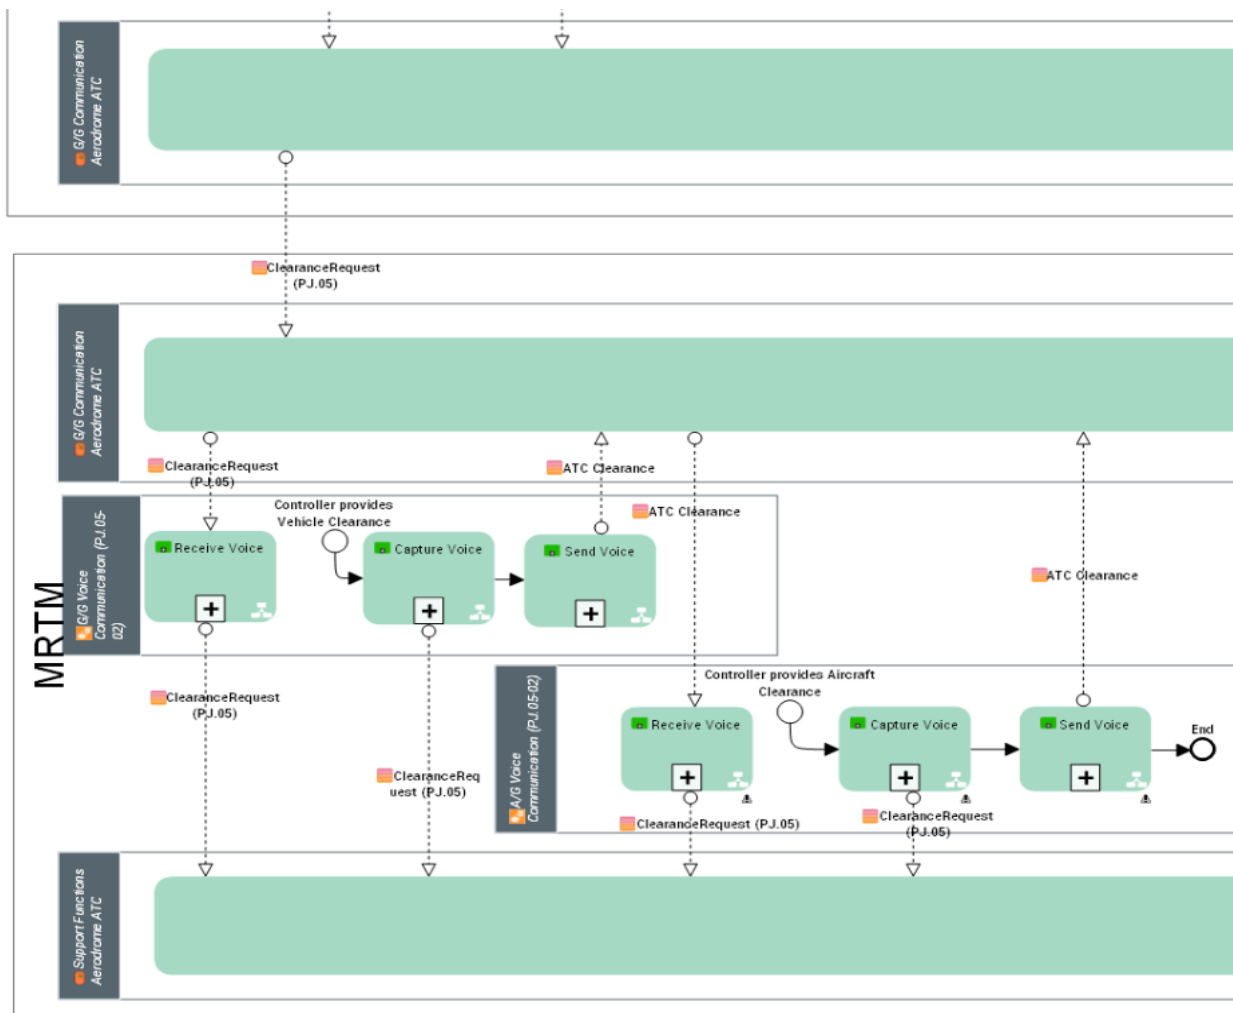 G/G Communication
Aerodrome ATC
ClearanceRequest
(PJ.05)
MRTM
G/G Communication
Aerodrome ATC
ClearanceRequest
(PJ.05)
ATC Clearance
ATC Clearance
ATC Clearance
G/G Voice
Communication (PJ.05-
02)
Controller provides
Vehicle Clearance
Receive Voice
Capture Voice
Send Voice
ClearanceRequest
(PJ.05)
ClearanceReq
uest (PJ.05)
A/G Voice
Communication (PJ.05-02)
Controller provides Aircraft
Clearance
Receive Voice
Capture Voice
Send Voice
End
ClearanceRequest (PJ.05)
ClearanceRequest
(PJ.05)
Support Functions
Aerodrome ATC